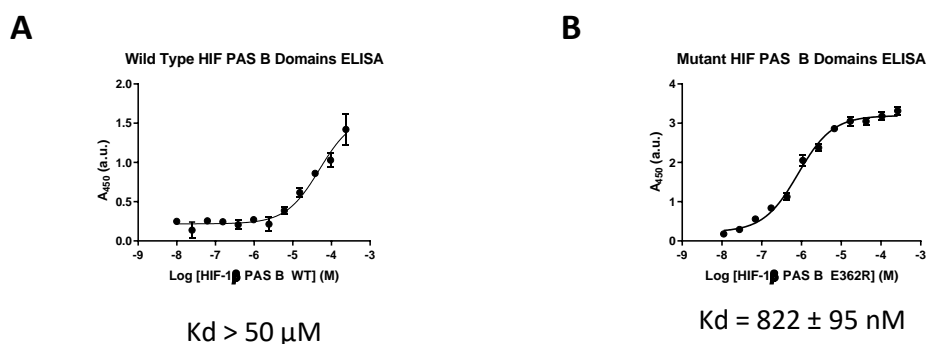 A
B
Wild Type HIF PAS B Domains ELISA
Mutant HIF PAS B Domains ELISA
2.0
1.5
1.0
0.5
0.0
A450 (a.u.)
-9 -8 -7 -6 -5 -4 -3
Log [HIF-1β PAS B WT] (M)
4
3
2
1
0
A450 (a.u.)
-9 -8 -7 -6 -5 -4 -3
Log [HIF-1β PAS B E362R] (M)
Kd > 50 μM
Kd = 822 ± 95 nM